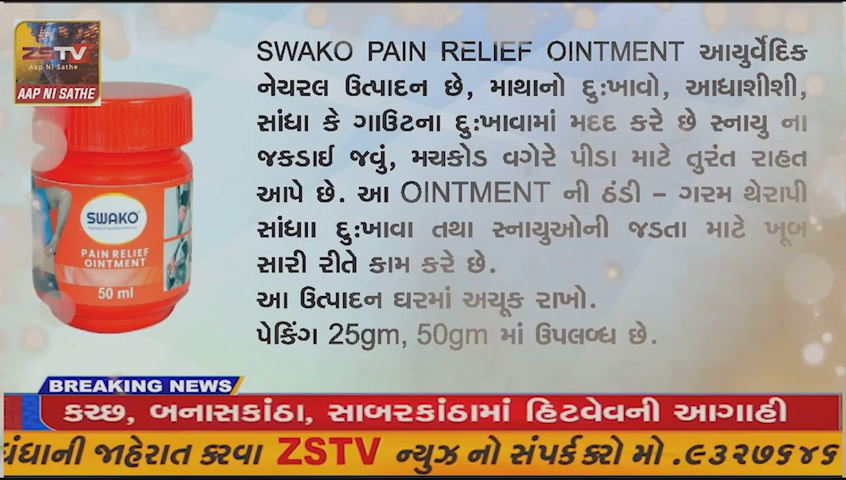 ZSTV
Aap Ni Sathe
AAP NI SATHE
SWAKO PAIN RELIEF OINTMENT આયુર્વેદિક
નેચરલ ઉત્પાદન છે, માથાનો દુઃખાવો, આધાશીશી,
સાંધા કે ગાઉટના દુઃખાવામાં મદદ કરે છે સ્નાયુ ના
જકડાઈ જવું, મચકોડ વગેરે પીડા માટે તુરંત રાહત
આપે છે. આ OINTMENT ની ઠંડી – ગરમ થેરાપી
સાંધાા દુઃખાવા તથા સ્નાયુઓની જડતા માટે ખૂબ
સારી રીતે કામ કરે છે.
આ ઉત્પાદન ઘરમાં અચૂક રાખો.
પેકિંગ 25gm, 50gm માં ઉપલબ્ધ છે.
SWAKO
PAIN RELIEF
OINTMENT
50 ml
BREAKING NEWS
કચ્છ, બનાસકાંઠા, સાબરકાંઠામાં હિટવેવની આગાહી
ધંધાની જાહેરાત કરવા ZSTV ન્યુઝ નો સંપર્ક કરો મો .૯૩૨૭૬૪૬